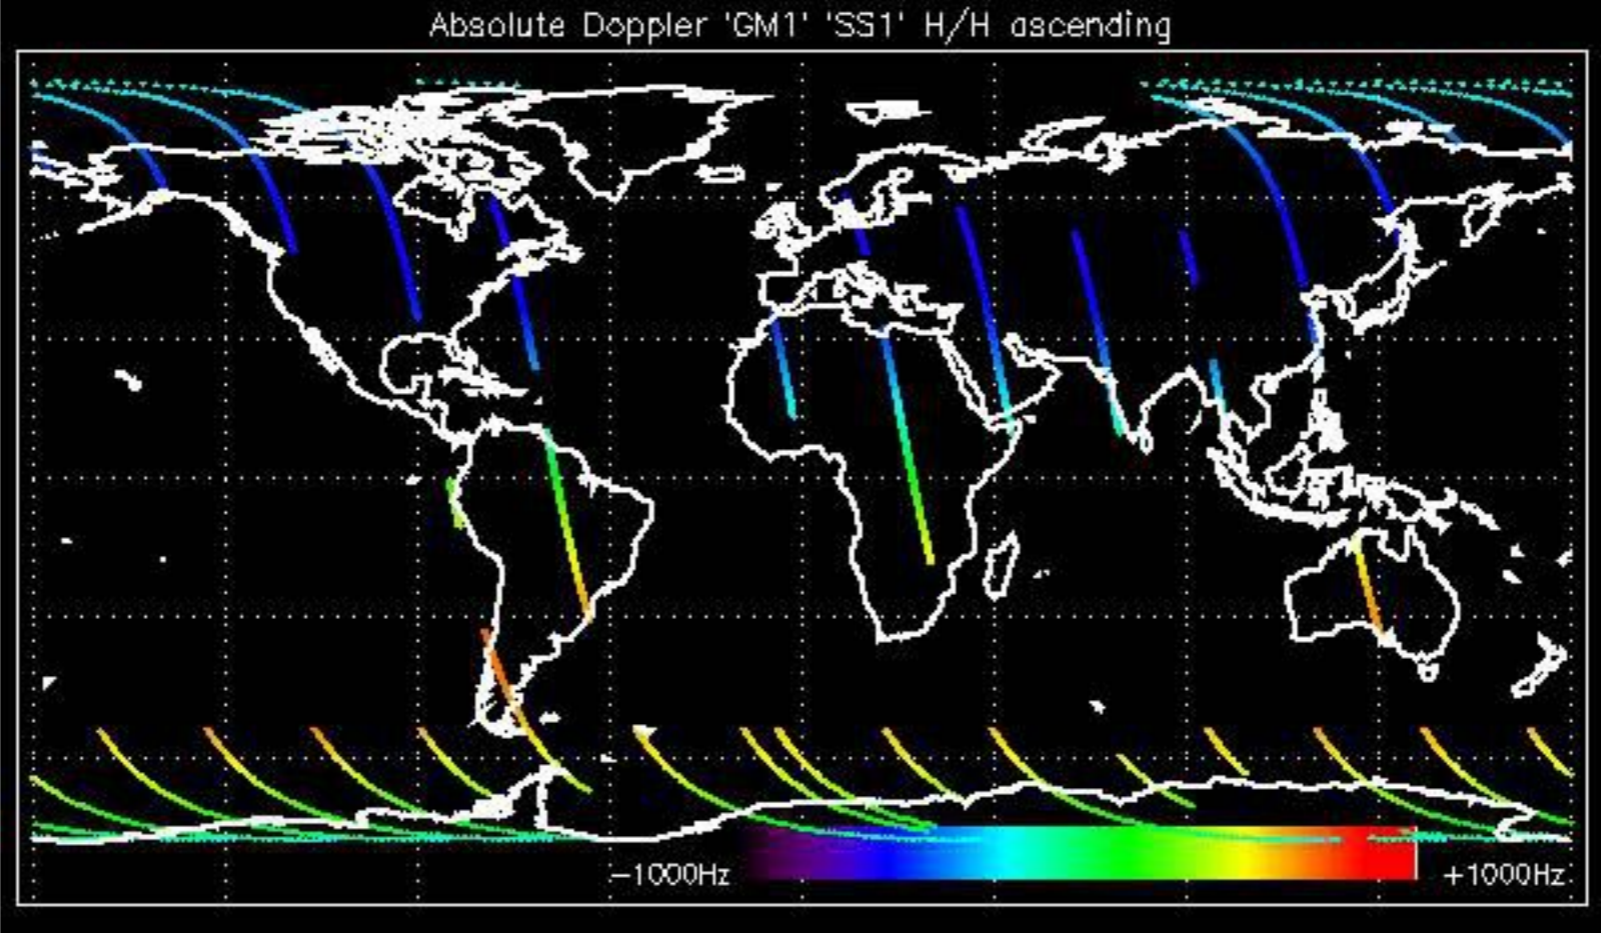 Absolute Doppler 'GM1' 'SS1' H/H ascending
−1000Hz
+1000Hz